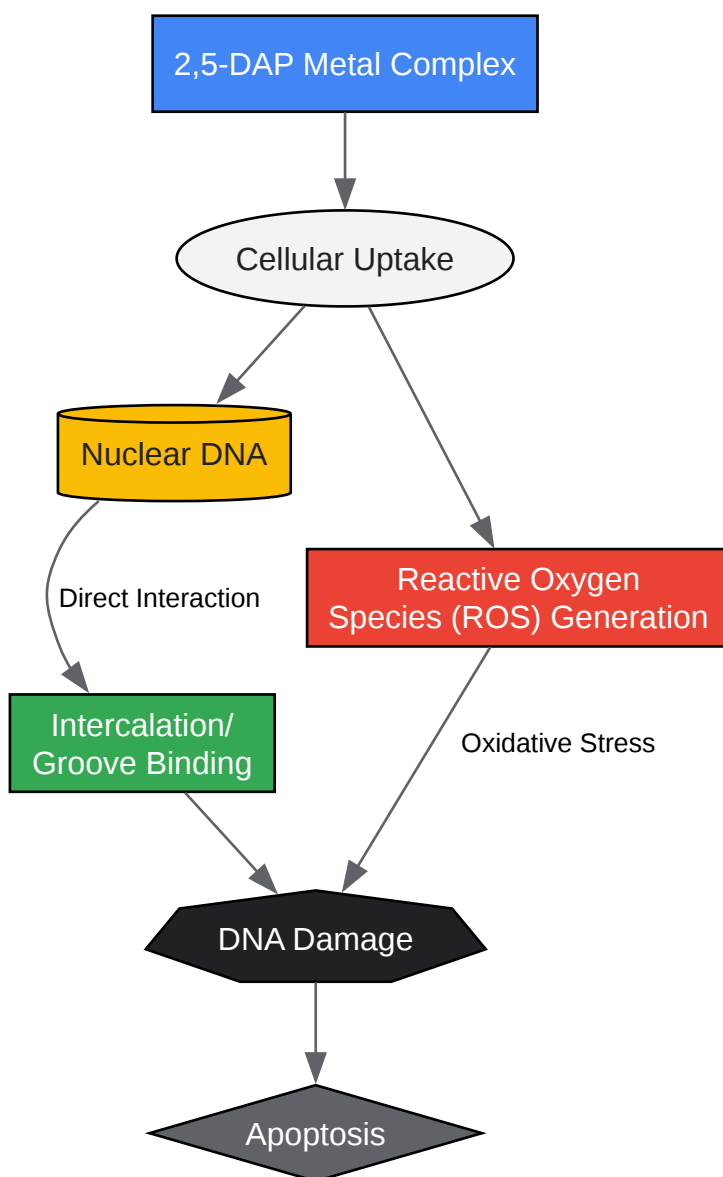 2,5-DAP Metal Complex
Cellular Uptake
Nuclear DNA
Reactive Oxygen
Species (ROS) Generation
Direct Interaction
Intercalation/
Groove Binding
Oxidative Stress
DNA Damage
Apoptosis